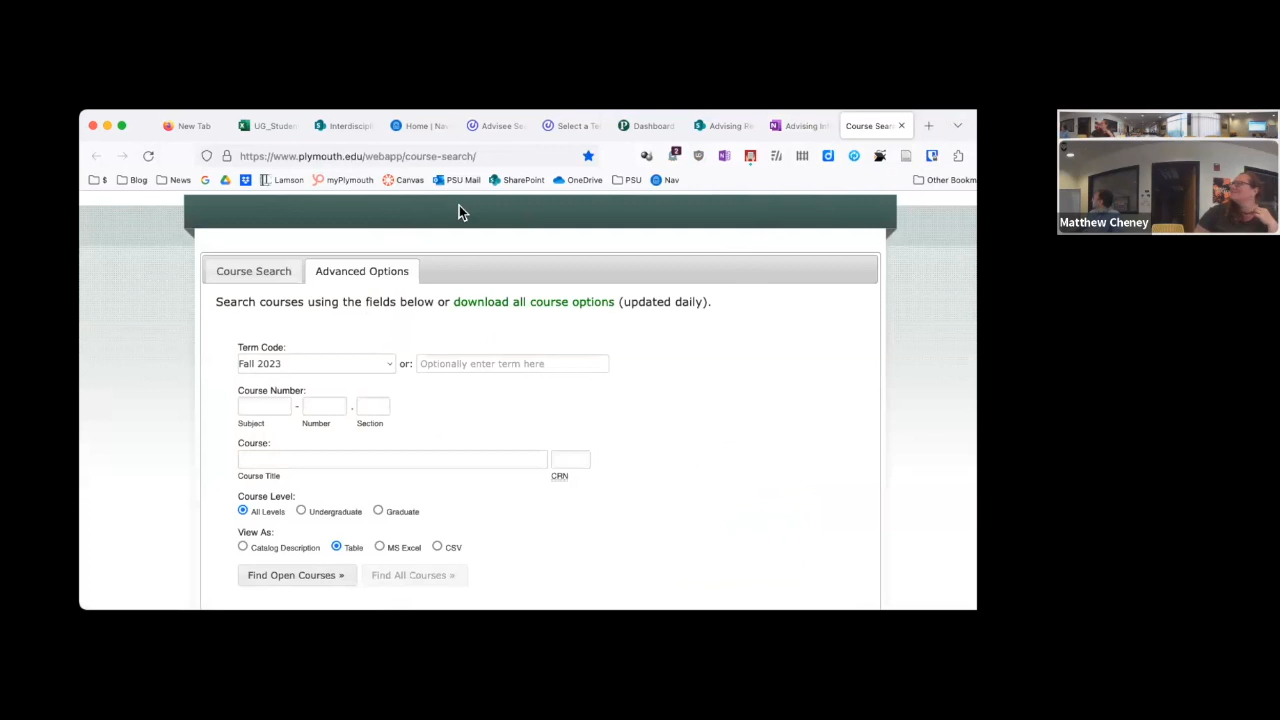 New Tab
UG_Studen
Interdiscipl
Home | Nav
Advisee Se
Select a Te
Dashboard
Advising Re
Advising Inf
Course Sear
https://www.plymouth.edu/webapp/course-search/
2
$
Blog
News
Lamson
myPlymouth
Canvas
PSU Mail
SharePoint
OneDrive
PSU
Nav
Other Bookm
Course Search
Advanced Options
Search courses using the fields below or download all course options (updated daily).
Term Code:
Fall 2023 or: Optionally enter term here
Course Number:
- .
Subject Number Section
Course:
Course Title CRN
Course Level:
All Levels Undergraduate Graduate
View As:
Catalog Description Table MS Excel CSV
Find Open Courses » Find All Courses »
Matthew Cheney